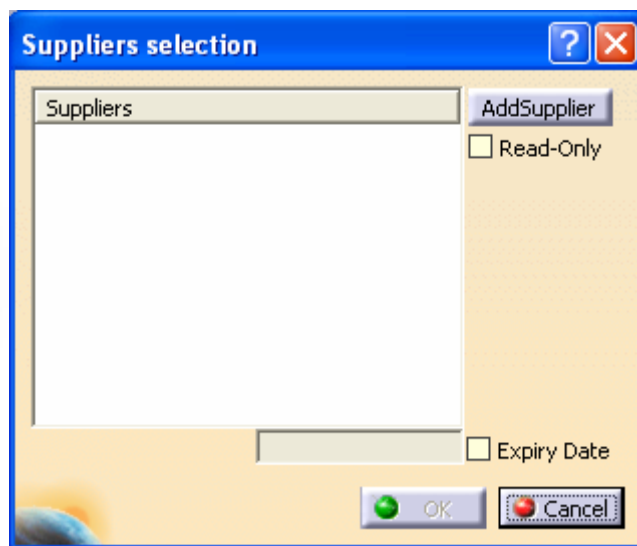 Suppliers selection
Suppliers
AddSupplier
Read-Only
Expiry Date
OK
Cancel